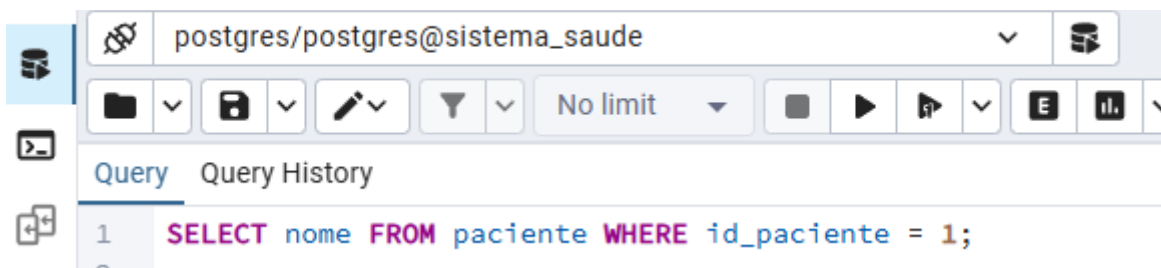 postgres/postgres@sistema_saude
No limit
E
Query Query History
1 SELECT nome FROM paciente WHERE id_paciente = 1;